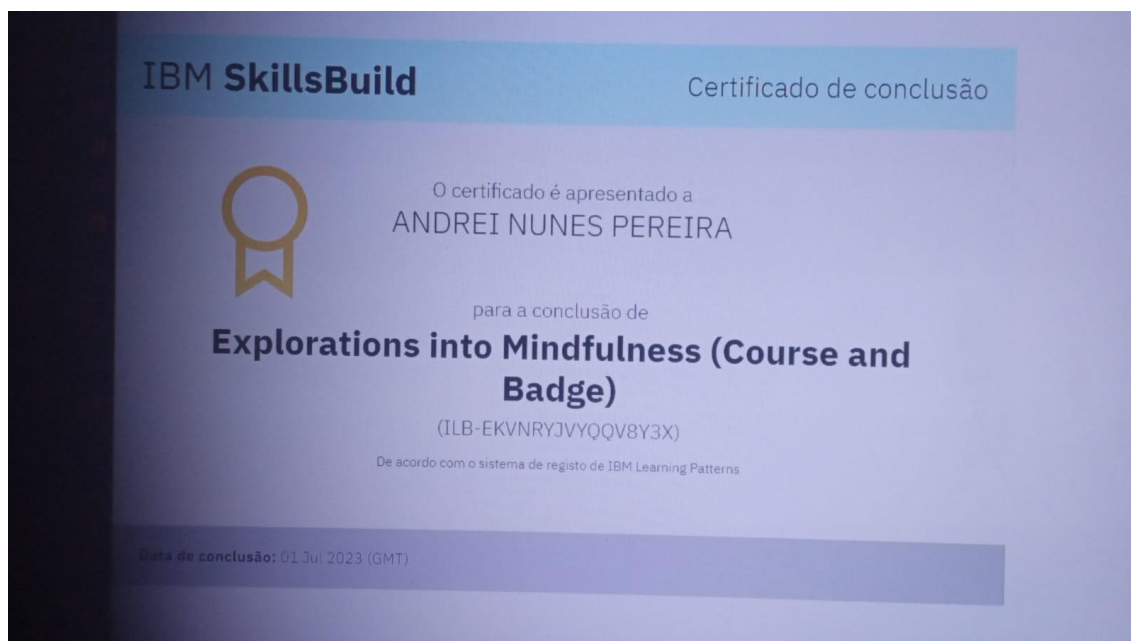 IBM SkillsBuild
Certificado de conclusão
O certificado é apresentado a
ANDREI NUNES PEREIRA
para a conclusão de
Explorations into Mindfulness (Course and
Badge)
(ILB-EKVNRYJVYQQV8Y3X)
De acordo com o sistema de registo de IBM Learning Patterns
Data de conclusão: 01 Jul 2023 (GMT)